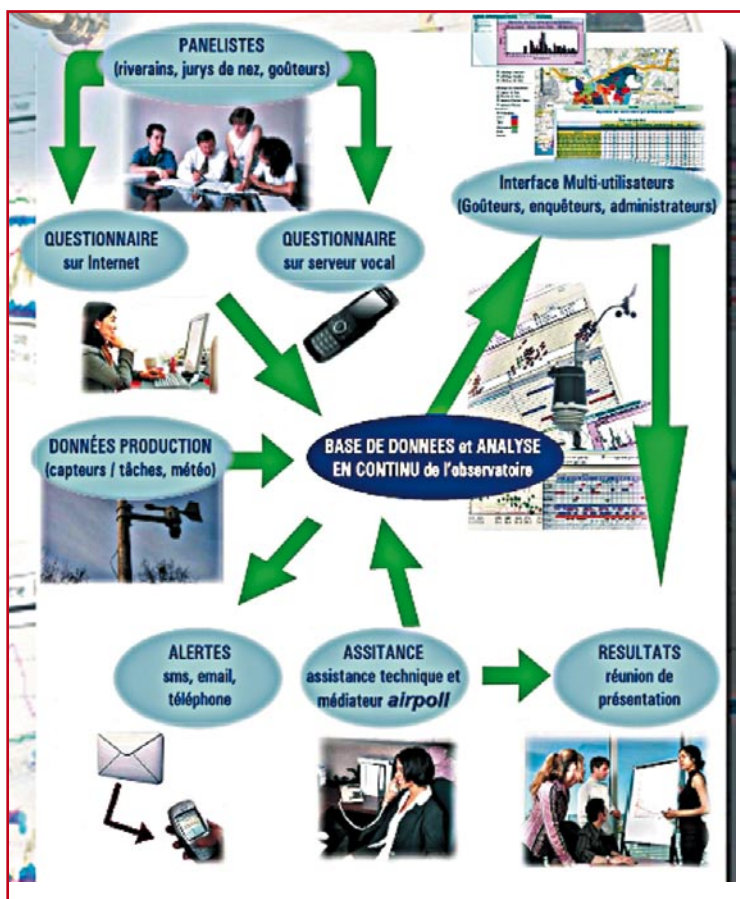 PANELISTES
(riverains, jurys de nez, goûteurs)
Interface Multi-utilisateurs
(Goûteurs, enquêteurs, administrateurs)
QUESTIONNAIRE
sur Internet
QUESTIONNAIRE
sur serveur vocal
DONNÉES PRODUCTION
(capteurs / tâches, météo)
BASE DE DONNEES et ANALYSE
EN CONTINU de l'observatoire
ALERTES
sms, email,
téléphone
ASSITANCE
assistance technique et
médiateur airpoll
RESULTATS
réunion de
présentation